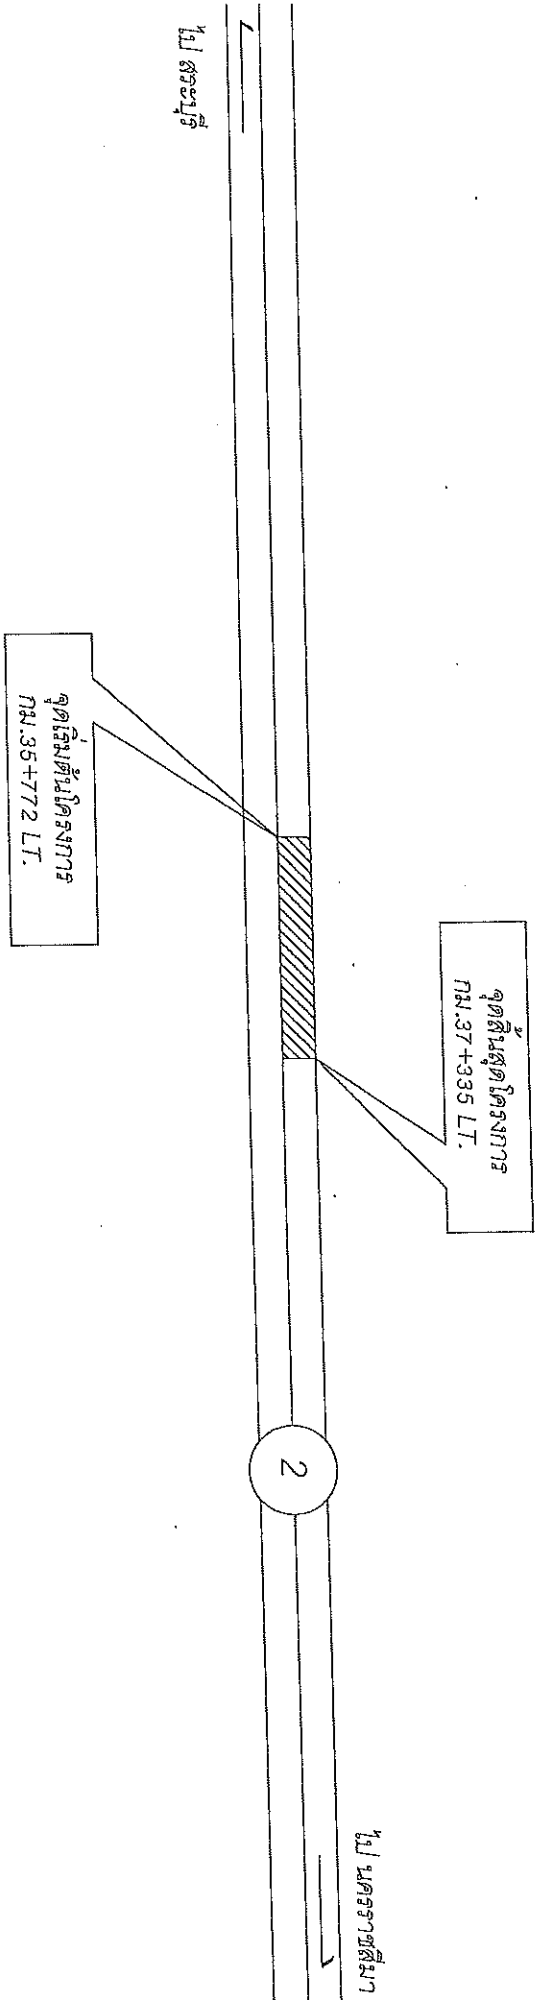 ไป สระบุรี
จุดเริ่มต้นโครงการ
กม.35+772 LT.
จุดสิ้นสุดโครงการ
กม.37+335 LT.
2
ไป นครราชสีมา